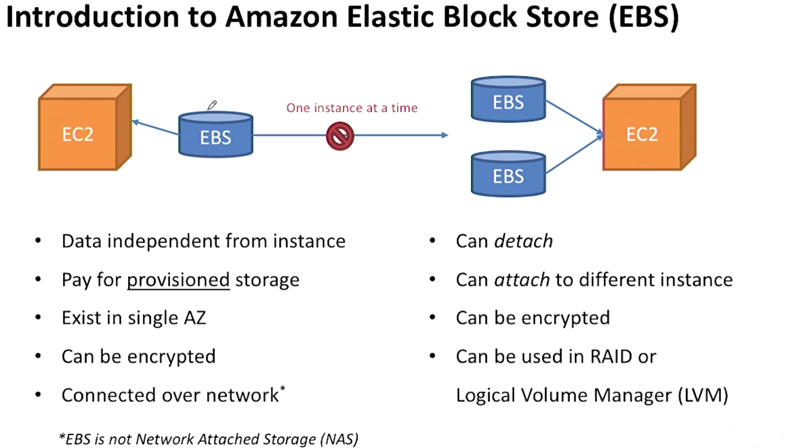 Introduction to Amazon Elastic Block Store (EBS)
EC2
EBS
One instance at a time
EBS
EBS
EC2
• Data independent from instance
• Pay for provisioned storage
• Exist in single AZ
• Can be encrypted
• Connected over network*
*EBS is not Network Attached Storage (NAS)
• Can detach
• Can attach to different instance
• Can be encrypted
• Can be used in RAID or
Logical Volume Manager (LVM)